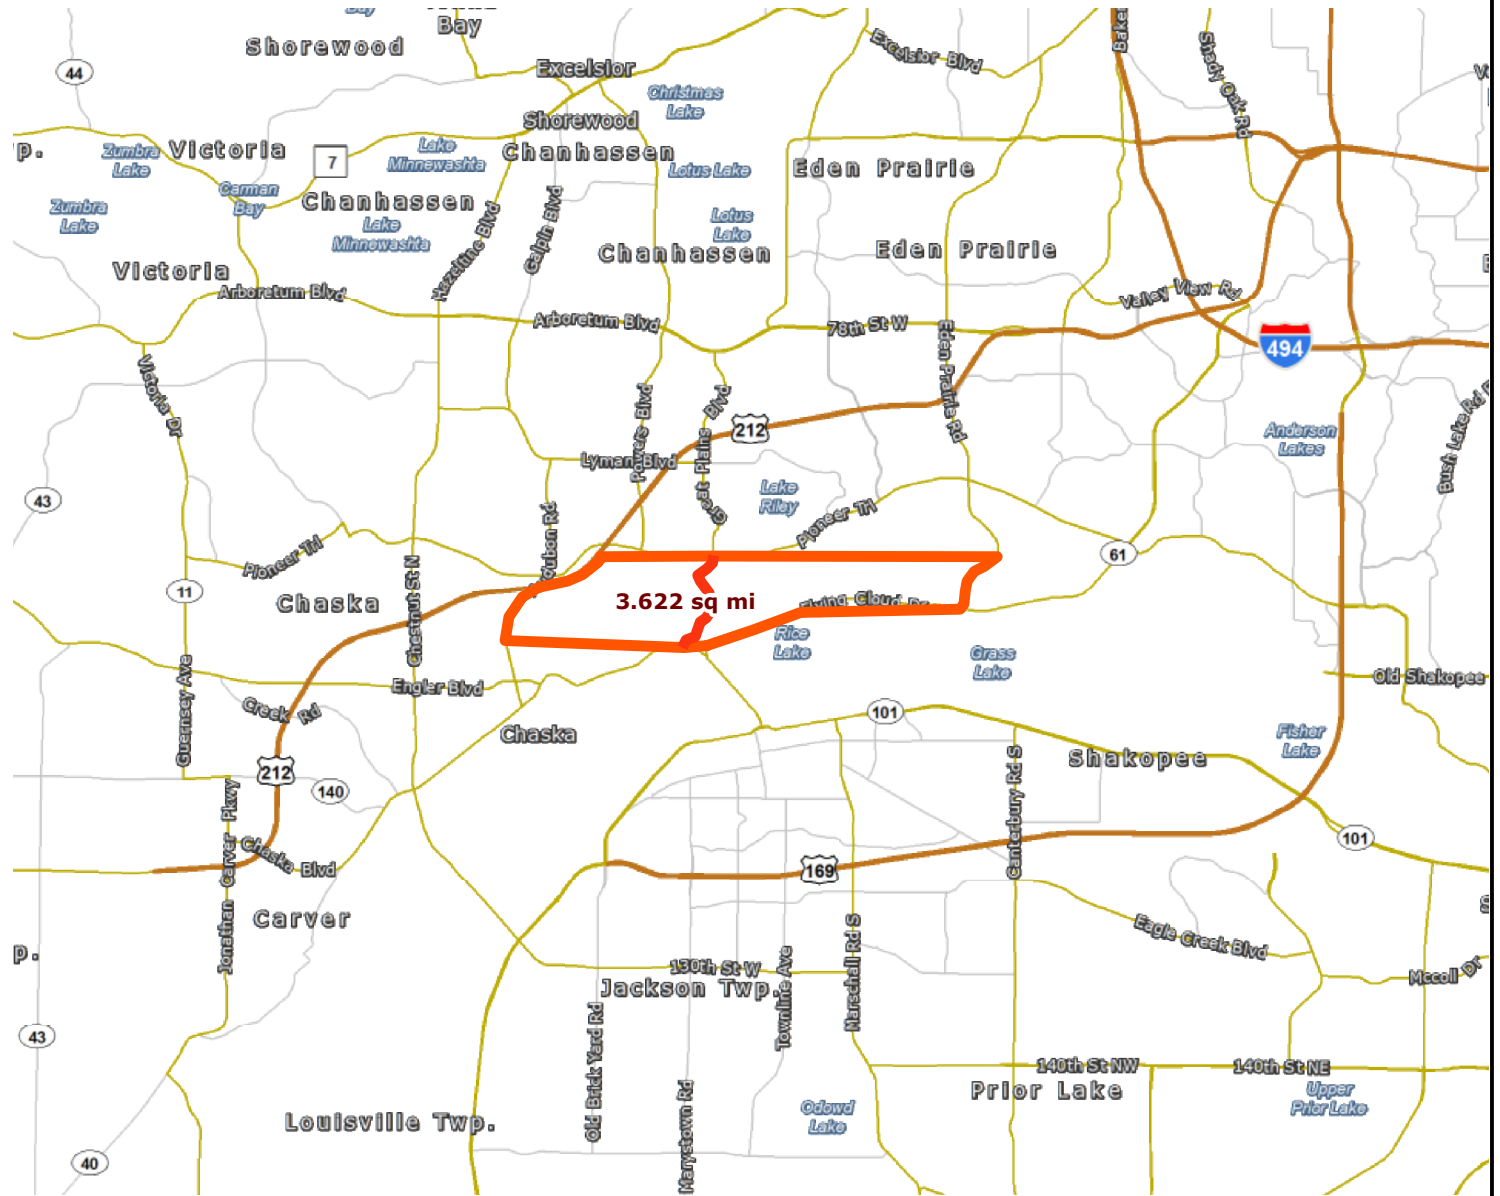 Bay
Bay
Shorewood
Excelsior Blvd
Baker
Shady Oak Rd
44
Excelsior
Christmas
Lake
Shorewood
p.
Zumbra
Lake
Victoria
7
Lake
Minnewashta
Chanhassen
Lotus Lake
Eden Prairie
Carman
Bay
Chanhassen
Zumbra
Lake
Lake
Minnewashta
Hazeltine Blvd
Galpin Blvd
Lotus
Lake
Chanhassen
Eden Prairie
Victoria
Arboretum Blvd
Valley View Rd
Arboretum Blvd
78th St W
494
Victoria Dr
Eden Prairie Rd
Powers Blvd
Great Plains Blvd
212
Anderson
Lakes
Bush Lake Rd
Lyman Blvd
43
Lake
Riley
Pioneer Trl
Audubon Rd
Pioneer Trl
61
11
Chaska
Chestnut St N
3.622 sq mi
Flying Cloud Dr
Rice
Lake
Grass
Lake
Guernsey Ave
Engler Blvd
Old Shakopee
Creek Rd
101
Chaska
Fisher
Lake
Shakopee
212
140
Canterbury Rd S
Jonathan Carver Pkwy
Chaska Blvd
101
169
Carver
Eagle Creek Blvd
Marschall Rd S
p.
130th St W
Mccoll Dr
Jackson Twp.
Townline Ave
Old Brick Yard Rd
43
140th St NW
140th St NE
Prior Lake
Upper
Prior Lake
Marystown Rd
Odowd
Lake
Louisville Twp.
40